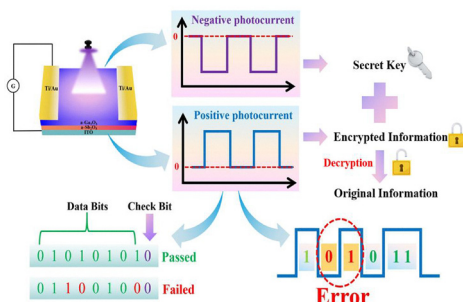 Negative photocurrent
0
Secret Key
G
Ti/Au
Ti/Au
ITO
Positive photocurrent
0
Encrypted Information
Decryption
Original Information
Data Bits
Check Bit
0 1 0 1 0 1 0 1 0 Passed
0 1 1 0 0 1 0 0 0 Failed
1 0 1 0 11
Error